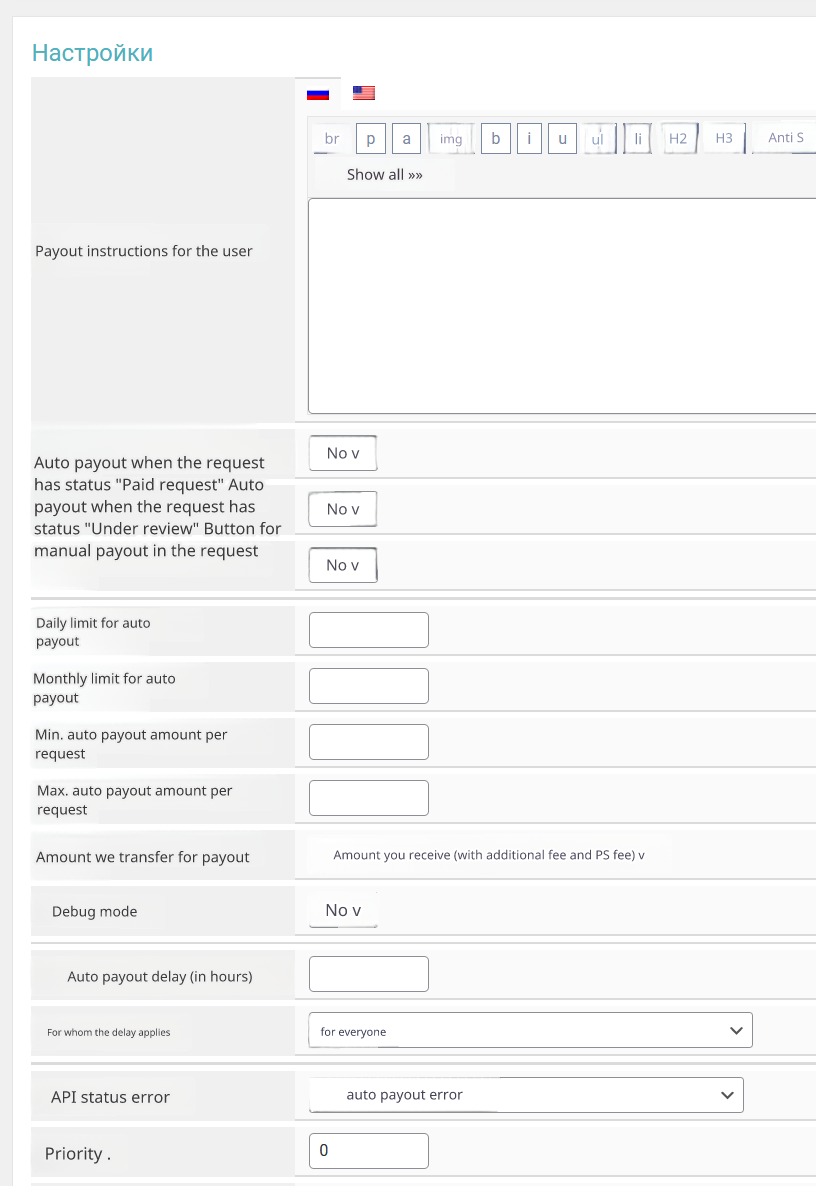 Настройки
br p a img b i u ul li H2 H3 Anti S
Show all »»
Payout instructions for the user
Auto payout when the request
has status "Paid request" Auto
payout when the request has
status "Under review" Button for
manual payout in the request
No v
No v
No v
Daily limit for auto
payout
Monthly limit for auto
payout
Min. auto payout amount per
request
Max. auto payout amount per
request
Amount we transfer for payout
Amount you receive (with additional fee and PS fee) v
Debug mode
No v
Auto payout delay (in hours)
For whom the delay applies
for everyone
API status error
auto payout error
Priority .
0